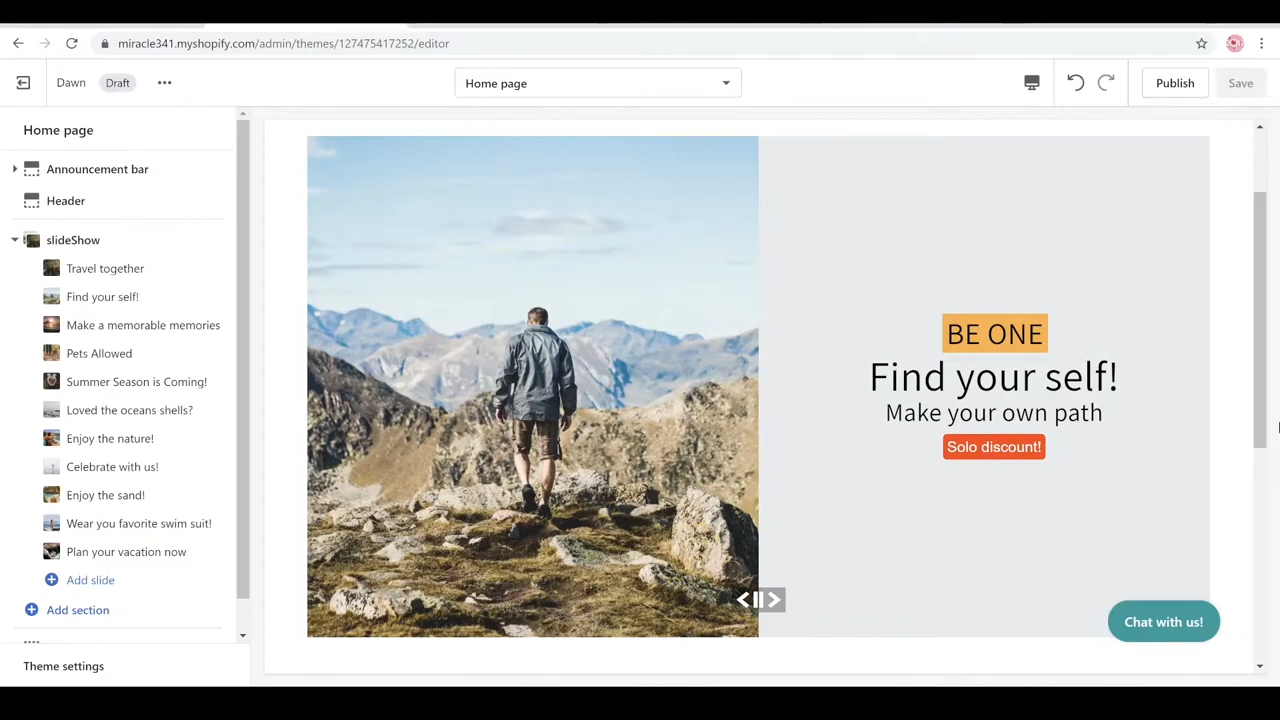 miracle341.myshopify.com/admin/themes/127475417252/editor
Dawn
Draft
Home page
Publish
Save
Home page
Announcement bar
Header
slideShow
Travel together
Find your self!
Make a memorable memories
Pets Allowed
Summer Season is Coming!
Loved the oceans shells?
Enjoy the nature!
Celebrate with us!
Enjoy the sand!
Wear you favorite swim suit!
Plan your vacation now
Add slide
Add section
Theme settings
BE ONE
Find your self!
Make your own path
Solo discount!
Chat with us!